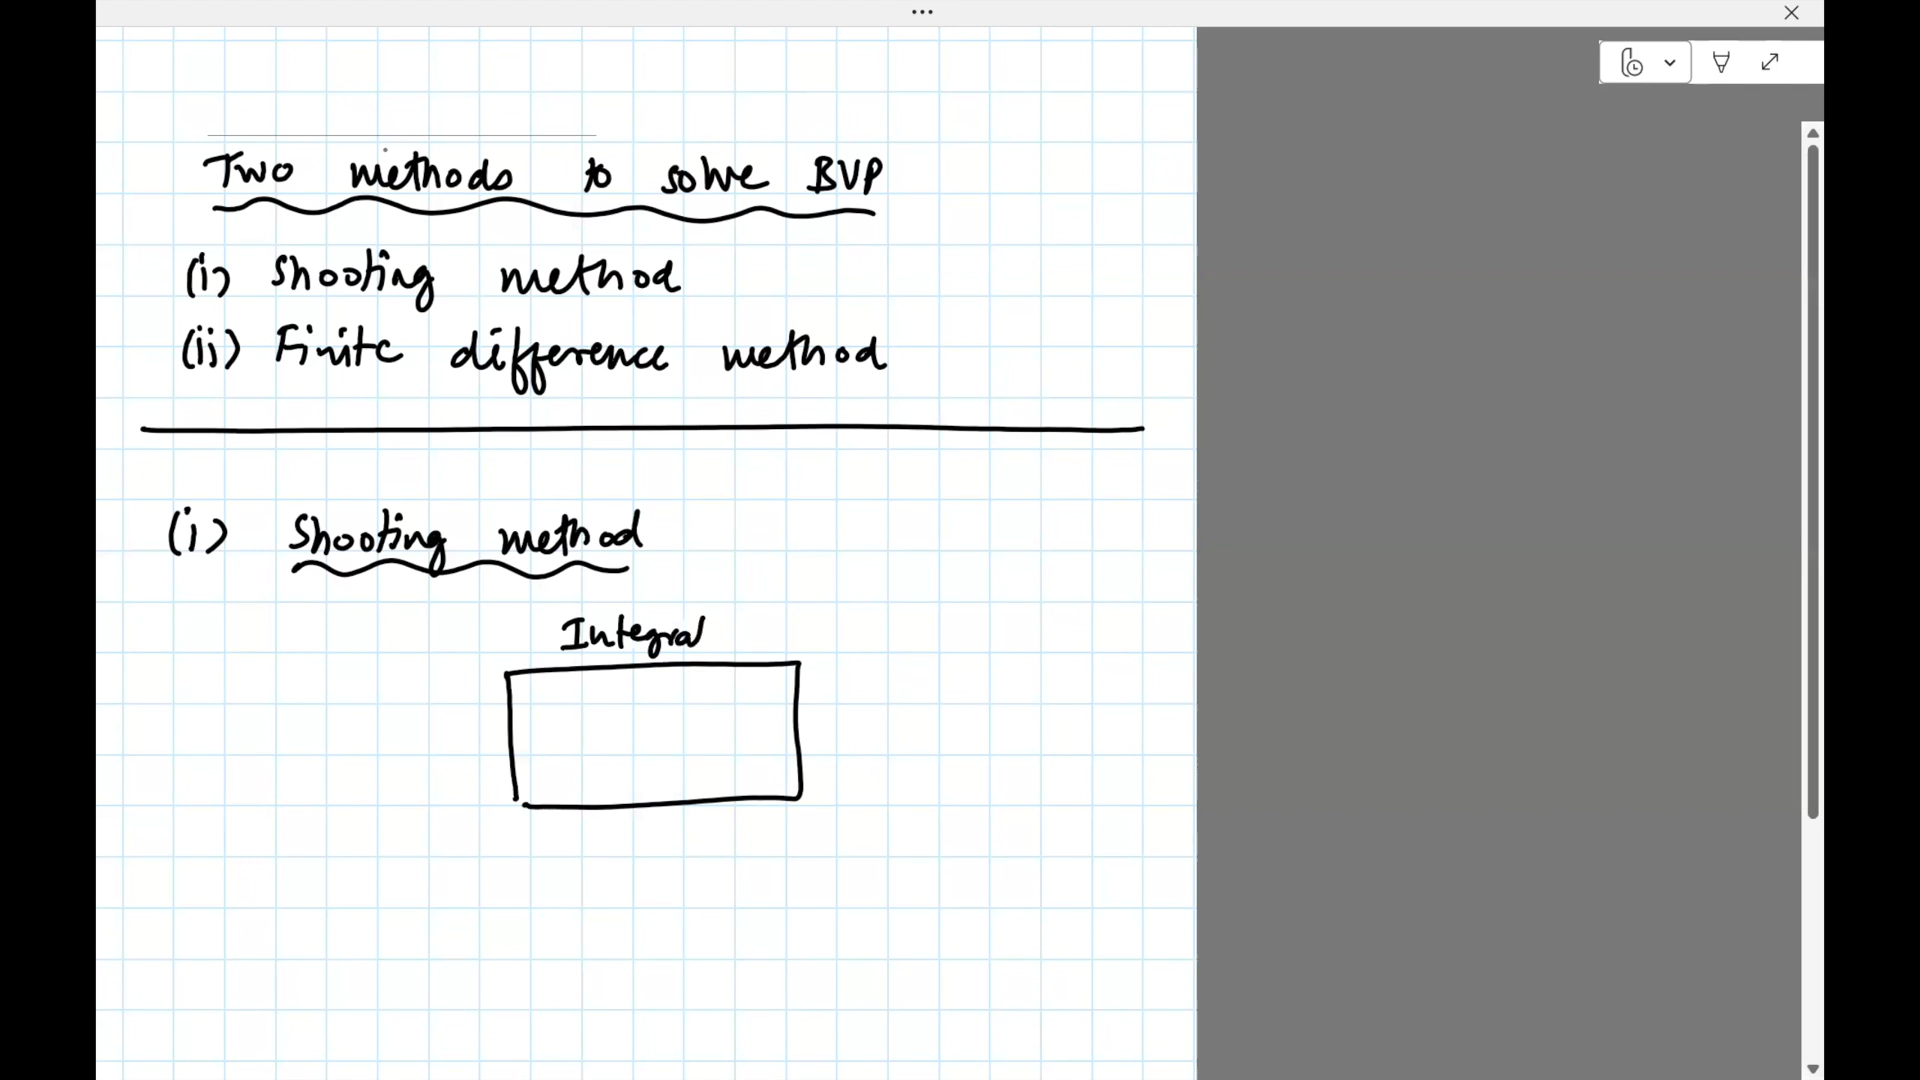 Two methods to solve BVP
(i) Shooting method
(ii) Finite difference method
(i) Shooting method
Integral